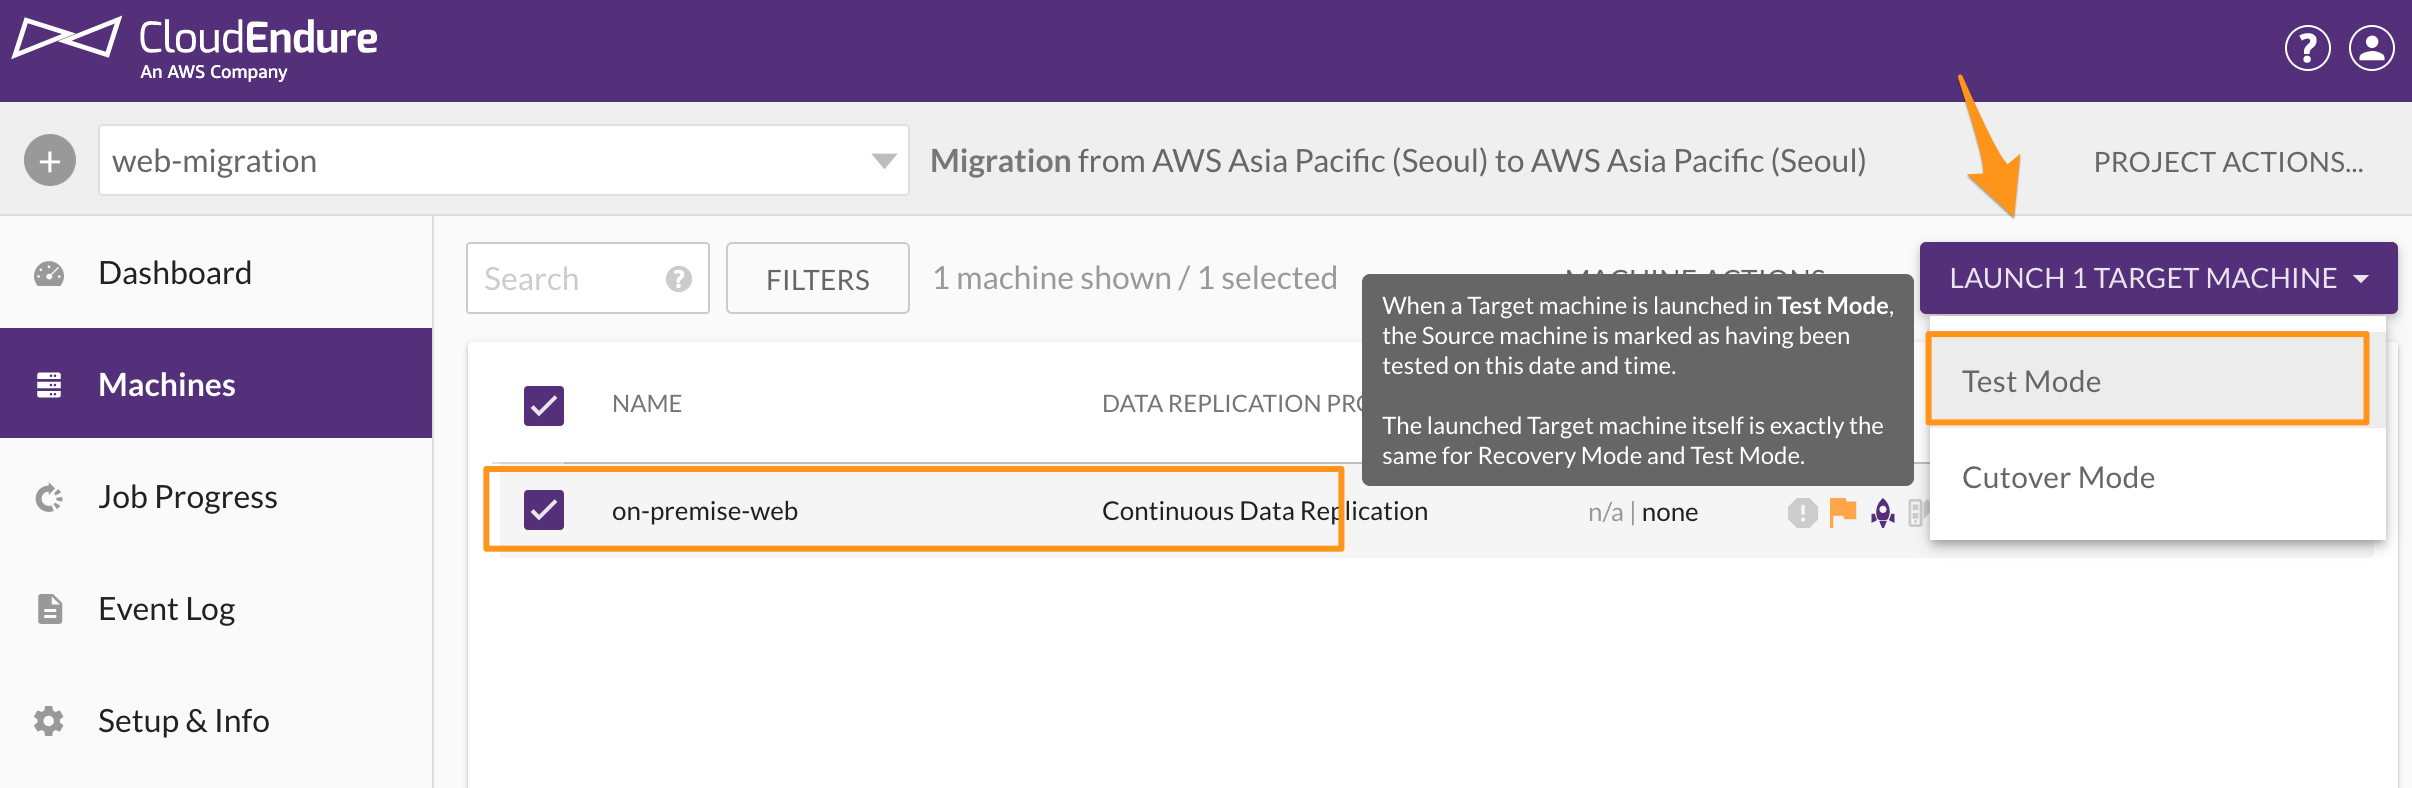 CloudEndure
An AWS Company
web-migration
Migration from AWS Asia Pacific (Seoul) to AWS Asia Pacific (Seoul)
PROJECT ACTIONS...
Dashboard
Machines
Job Progress
Event Log
Setup & Info
Search
FILTERS
1 machine shown / 1 selected
MACHINE ACTIONS
LAUNCH 1 TARGET MACHINE
When a Target machine is launched in Test Mode,
the Source machine is marked as having been
tested on this date and time.
The launched Target machine itself is exactly the
same for Recovery Mode and Test Mode.
Test Mode
Cutover Mode
NAME
DATA REPLICATION PRO
on-premise-web
Continuous Data Replication
n/a | none